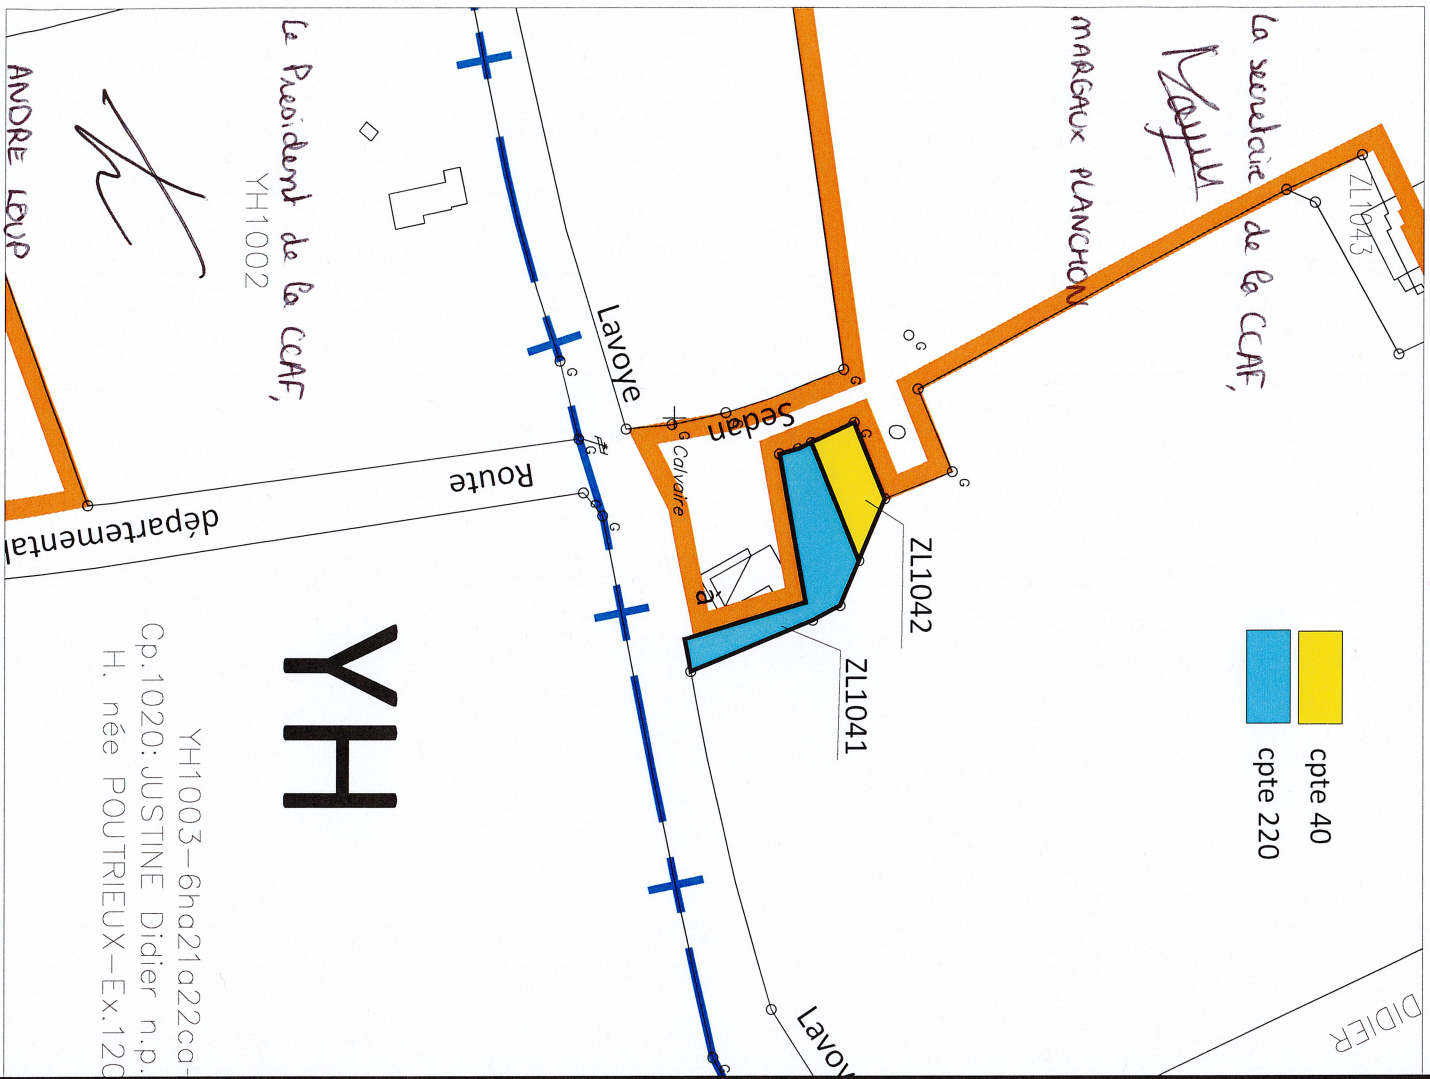 La secretaire de la CCAF,
MARGAUX PLANCHON
Le President de la CCAF,
ANDRE LOUP
ZL1043
YH1002
Lavoye
Sedan
Calvaire
à
Route
départemental
ZL1042
ZL1041
cpte 40
cpte 220
YH
YH1003-6ha21a22ca-
Cp.1020: JUSTINE Didier n.p.
H. née POUTRIEUX-Ex.120
Lavoy
DIDIER
G
G
G
G
G
G
G
G
G